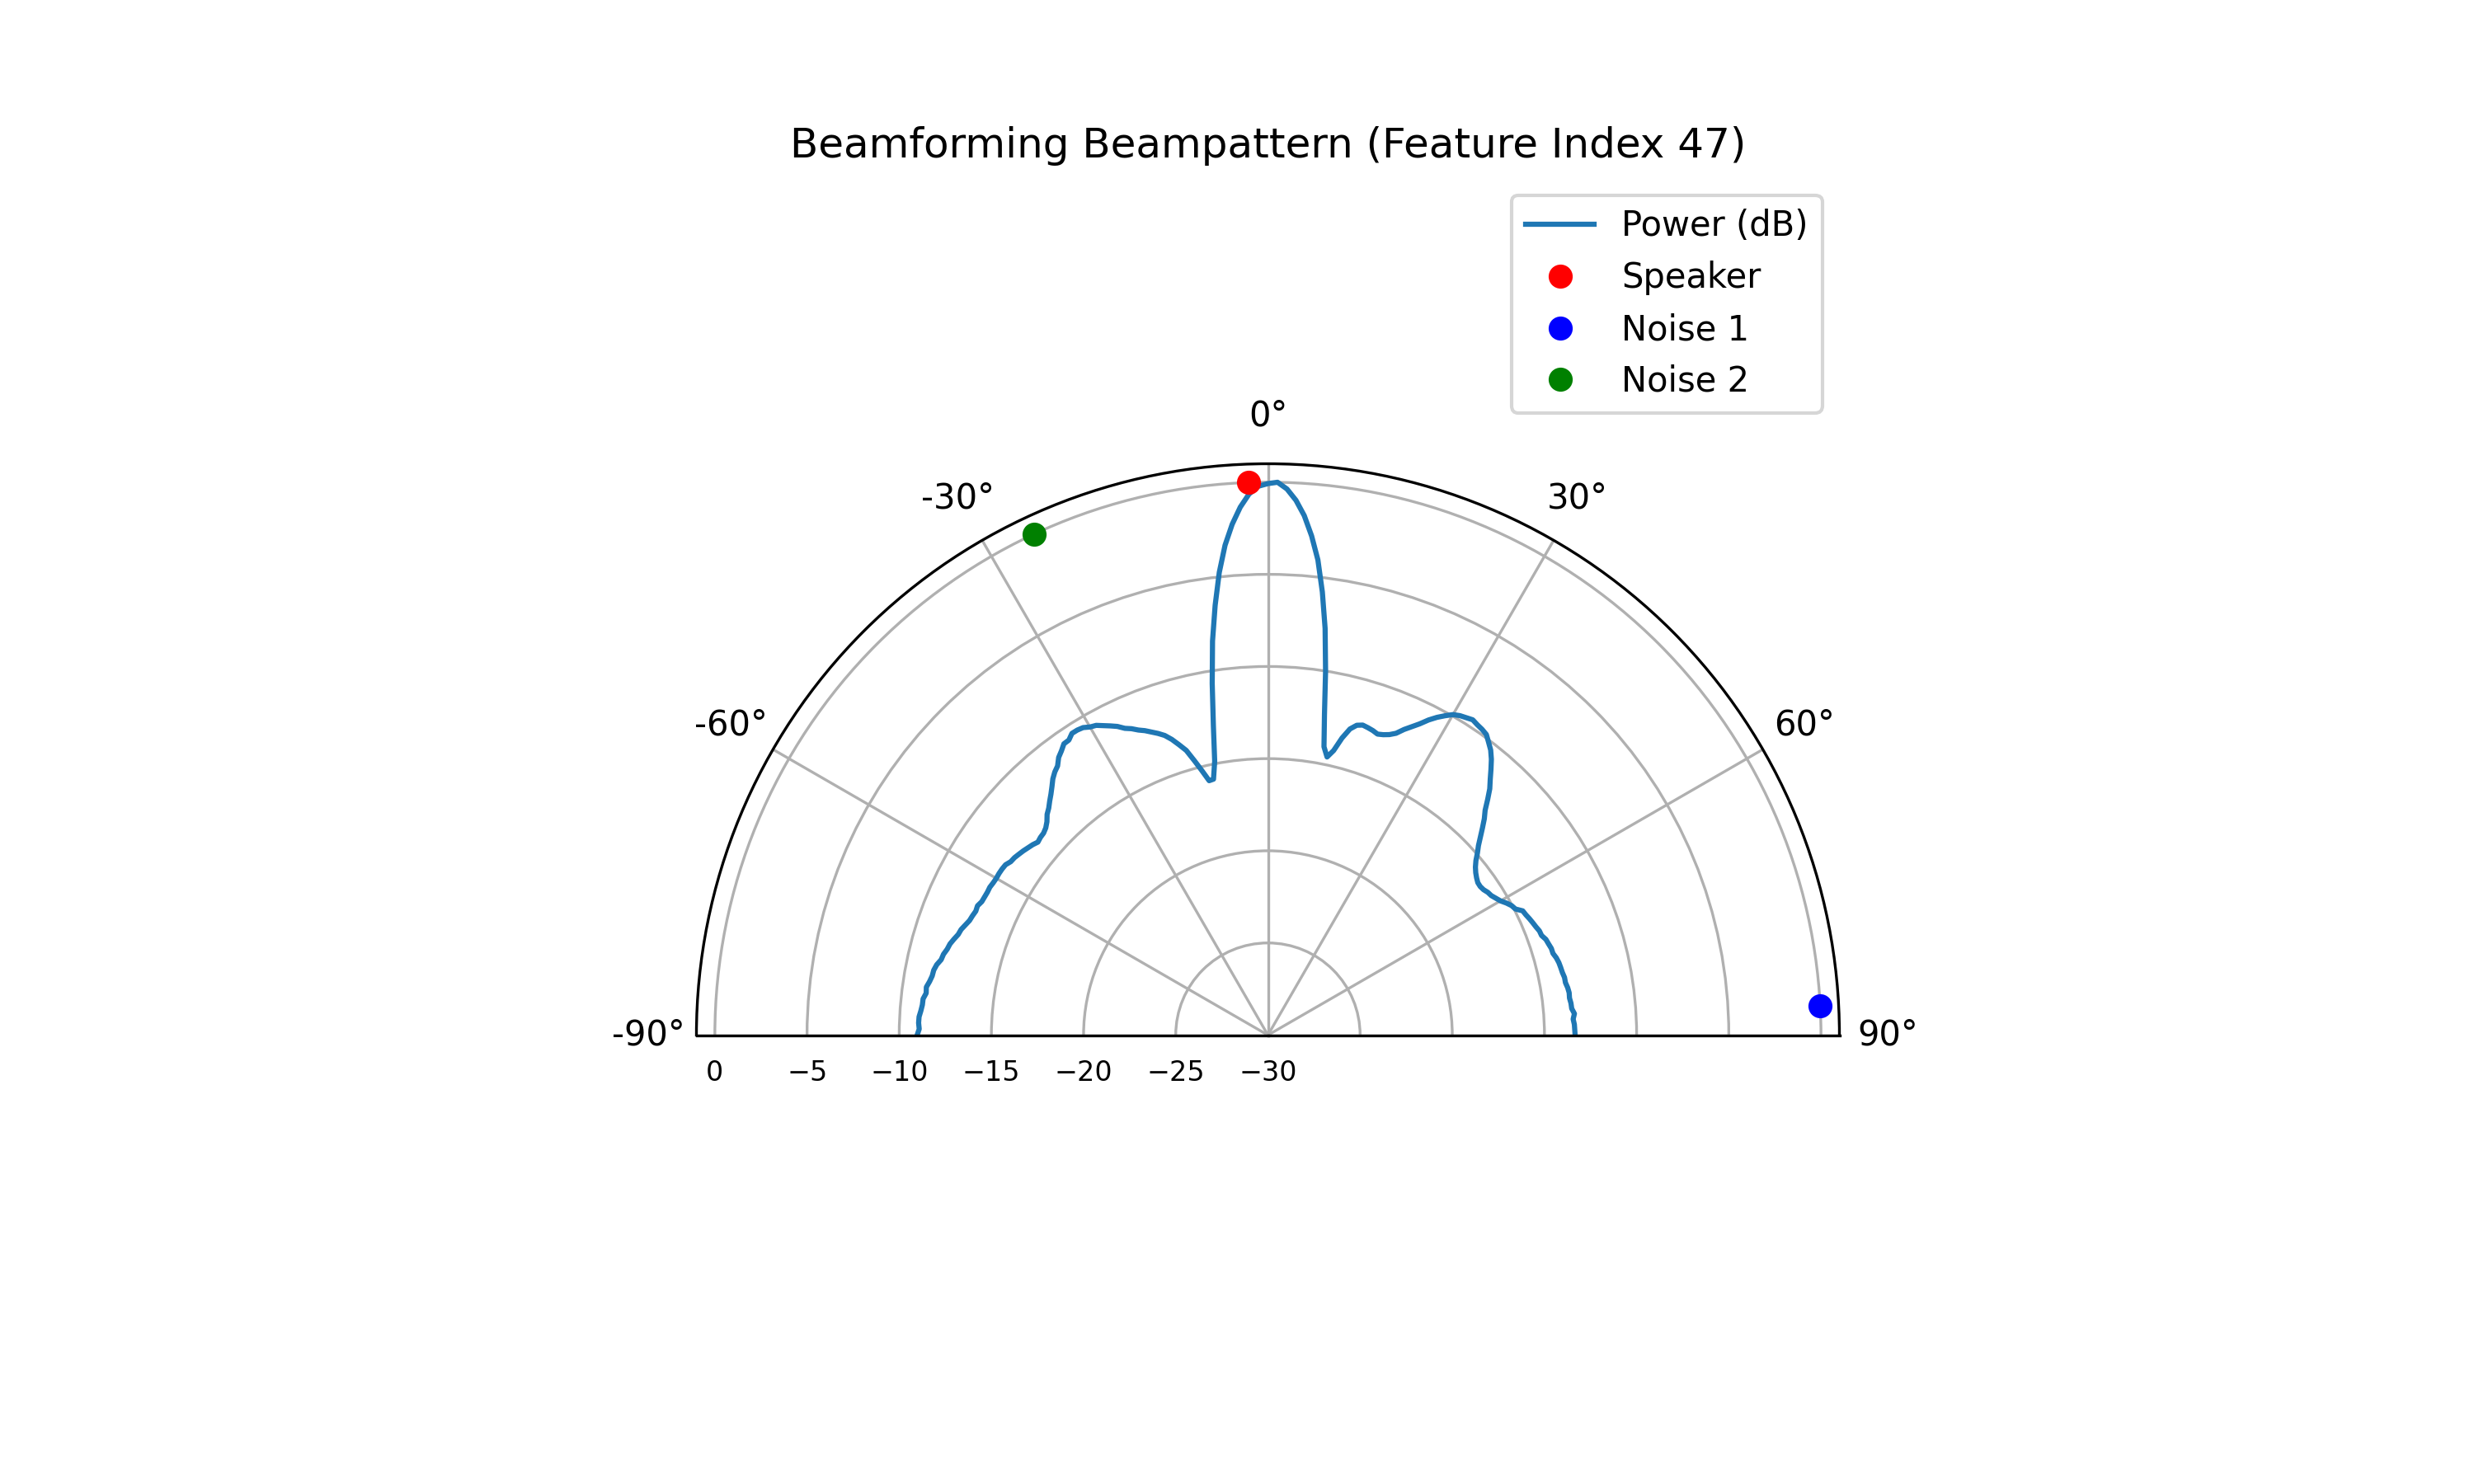 Beamforming Beampattern (Feature Index 47)
Power (dB)
Speaker
Noise 1
Noise 2
0°
-30°
30°
-60°
60°
-90°
90°
0 −5 −10 −15 −20 −25 −30